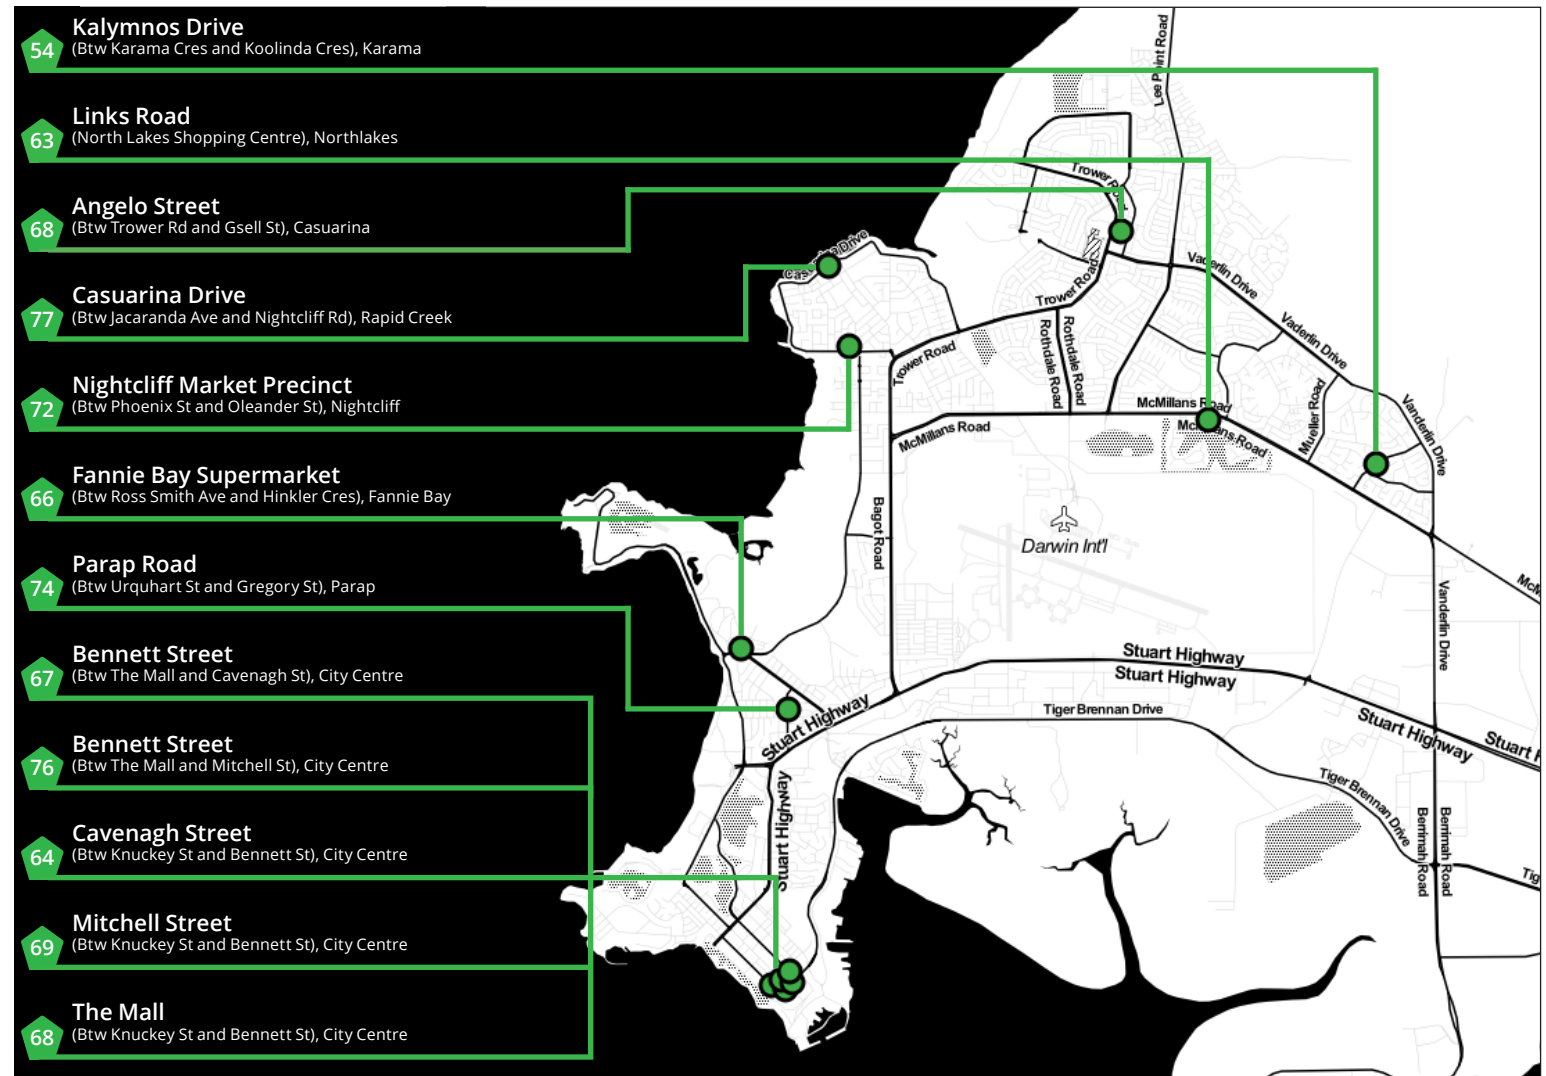 Kalymnos Drive
54
(Btw Karama Cres and Koolinda Cres), Karama
Links Road
63
(North Lakes Shopping Centre), Northlakes
Angelo Street
68
(Btw Trower Rd and Gsell St), Casuarina
Casuarina Drive
77
(Btw Jacaranda Ave and Nightcliff Rd), Rapid Creek
Nightcliff Market Precinct
72
(Btw Phoenix St and Oleander St), Nightcliff
Fannie Bay Supermarket
66
(Btw Ross Smith Ave and Hinkler Cres), Fannie Bay
Parap Road
74
(Btw Urquhart St and Gregory St), Parap
Bennett Street
67
(Btw The Mall and Cavenagh St), City Centre
Bennett Street
76
(Btw The Mall and Mitchell St), City Centre
Cavenagh Street
64
(Btw Knuckey St and Bennett St), City Centre
Mitchell Street
69
(Btw Knuckey St and Bennett St), City Centre
The Mall
68
(Btw Knuckey St and Bennett St), City Centre
Lee Point Road
Trower Road
Vaderlin Drive
Trower Road
Vaderlin Drive
Rothdale Road
Rothdale Road
Trower Road
McMillans Road
McMillans Road
McMillans Road
Mueller Road
Vanderlin Drive
Vanderlin Drive
Bagot Road
Darwin Int'l
Vanderlin Drive
Stuart Highway
Stuart Highway
Stuart Highway
Tiger Brennan Drive
Stuart Highway
Stuart Highway
Tiger Brennan Drive
Berrimah Road
Berrimah Road